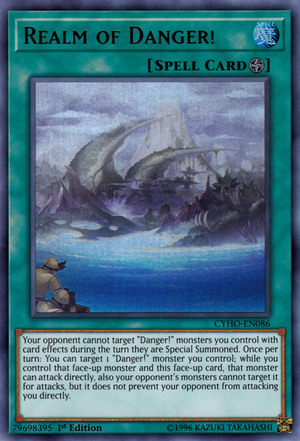 Realm of Danger!
魔
[Spell Card]
CYHO-EN086
Your opponent cannot target "Danger!" monsters you control with
card effects during the turn they are Special Summoned. Once per
turn: You can target 1 "Danger!" monster you control; while you
control that face-up monster and this face-up card, that monster
can attack directly, also your opponent's monsters cannot target it
for attacks, but it does not prevent your opponent from attacking
you directly.
79698395 1st Edition ©1996 KAZUKI TAKAHASHI